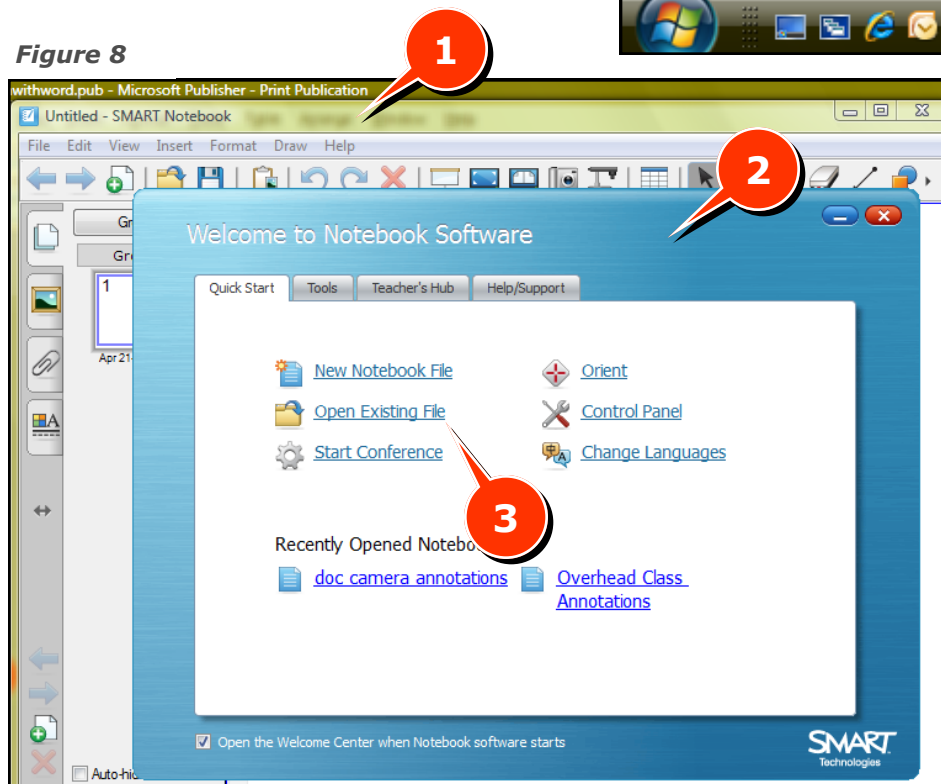 Figure 8
1
withword.pub - Microsoft Publisher - Print Publication
Untitled - SMART Notebook
File Edit View Insert Format Draw Help
2
Gr
Welcome to Notebook Software
Gr
1
Quick Start Tools Teacher's Hub Help/Support
Apr 21
New Notebook File Orient
Open Existing File Control Panel
Start Conference Change Languages
3
Recently Opened Notebo
doc camera annotations Overhead Class
Annotations
Open the Welcome Center when Notebook software starts
SMART
Technologies
Auto-hid